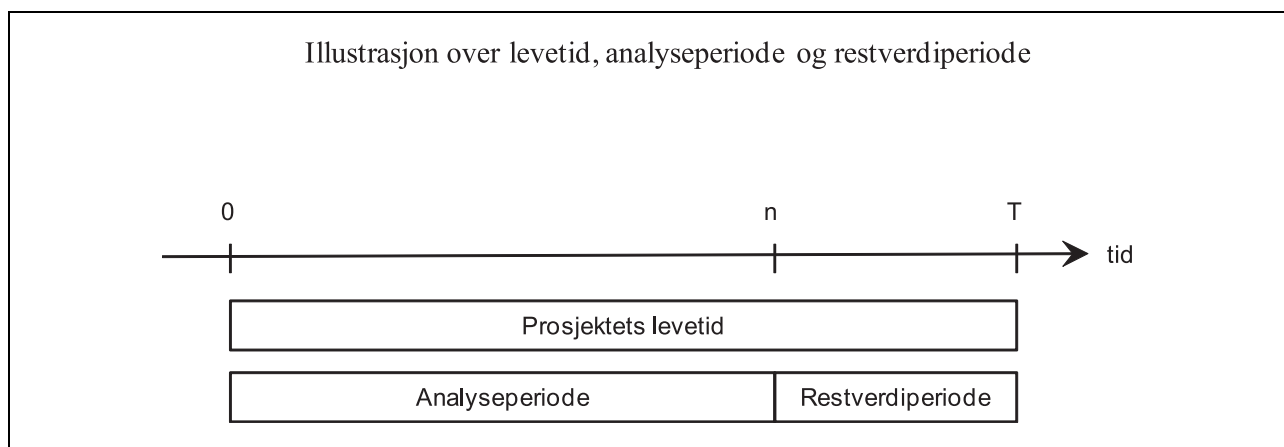 Illustrasjon over levetid, analyseperiode og restverdiperiode
0 n T
tid
Prosjektets levetid
Analyseperiode Restverdiperiode